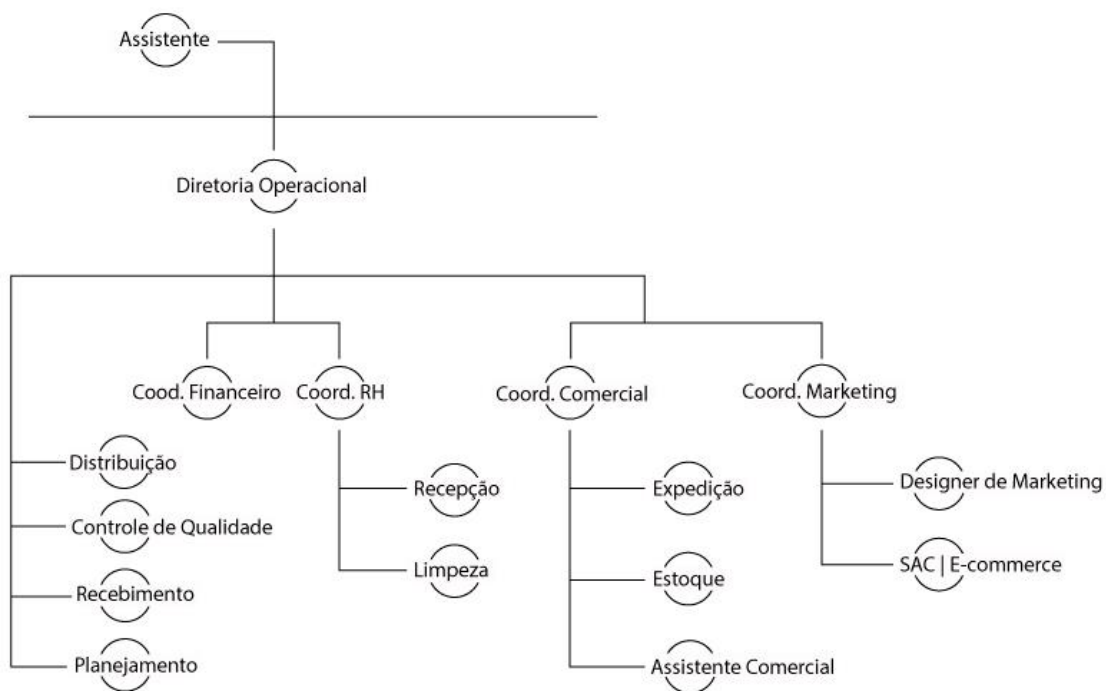 Assistente
Diretoria Operacional
Cood. Financeiro
Coord. RH
Coord. Comercial
Coord. Marketing
Distribuição
Controle de Qualidade
Recebimento
Planejamento
Recepção
Limpeza
Expedição
Estoque
Assistente Comercial
Designer de Marketing
SAC | E-commerce